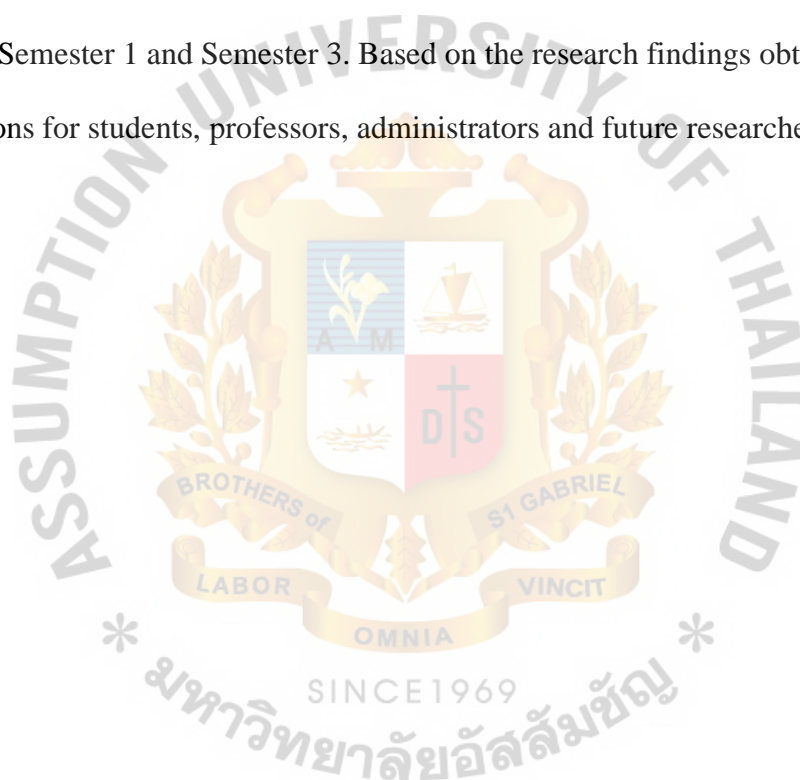 Semester 1 and Semester 3. Based on the research findings obt
ons for students, professors, administrators and future researche
ASSUMPTION UNIVERSITY OF THAILAND
A M
D S
BROTHERS of
S1 GABRIEL
LABOR
VINCIT
OMNIA
SINCE1969
* มหาวิทยาลัยอัสสัมชัญ *